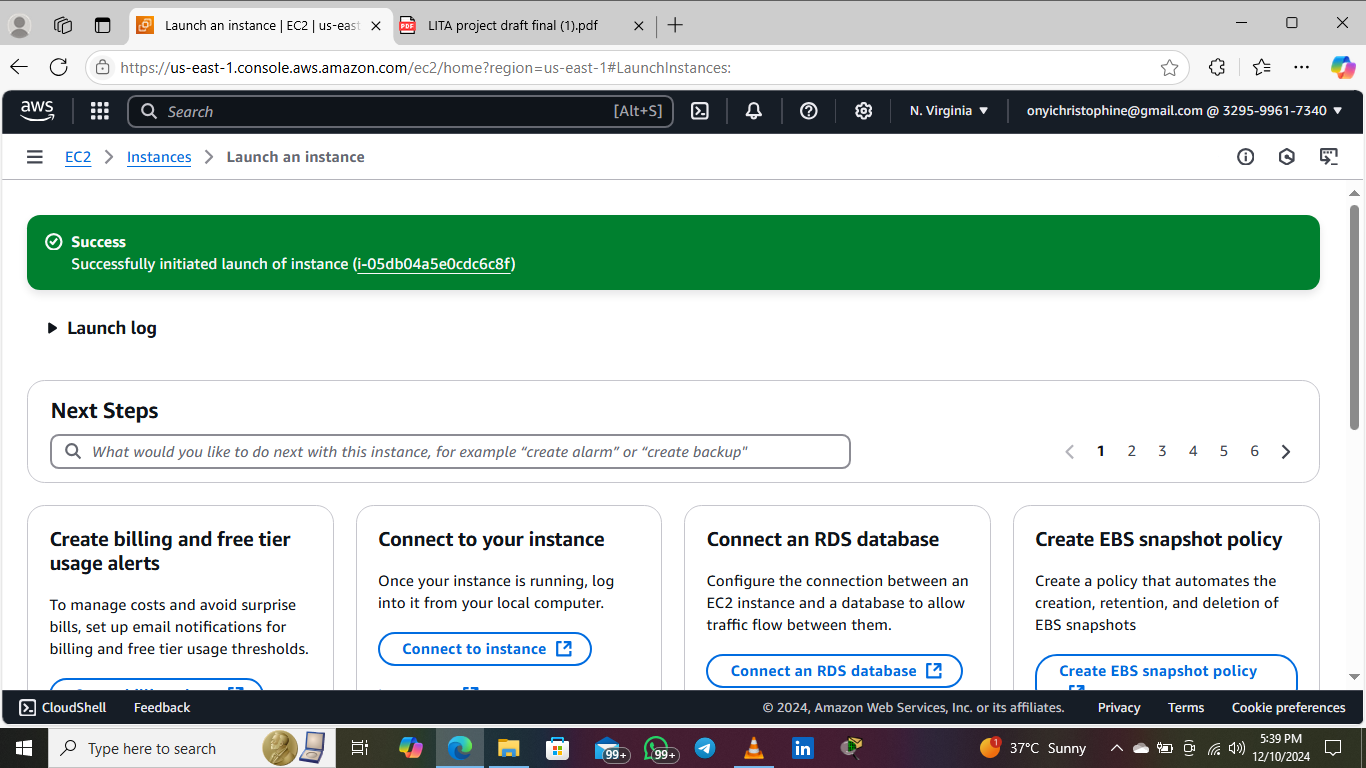 Launch an instance | EC2 | us-east
LITA project draft final (1).pdf
https://us-east-1.console.aws.amazon.com/ec2/home?region=us-east-1#LaunchInstances:
aws
Search
[Alt+S]
N. Virginia
onyichristophine@gmail.com @ 3295-9961-7340
EC2 > Instances > Launch an instance
Success
Successfully initiated launch of instance (i-05db04a5e0cdc6c8f)
Launch log
Next Steps
What would you like to do next with this instance, for example “create alarm” or “create backup"
1 2 3 4 5 6
Create billing and free tier
usage alerts
To manage costs and avoid surprise
bills, set up email notifications for
billing and free tier usage thresholds.
Connect to your instance
Once your instance is running, log
into it from your local computer.
Connect to instance
Connect an RDS database
Configure the connection between an
EC2 instance and a database to allow
traffic flow between them.
Connect an RDS database
Create EBS snapshot policy
Create a policy that automates the
creation, retention, and deletion of
EBS snapshots
Create EBS snapshot policy
CloudShell
Feedback
© 2024, Amazon Web Services, Inc. or its affiliates.
Privacy
Terms
Cookie preferences
Type here to search
99+
99+
1
37°C Sunny
5:39 PM
12/10/2024